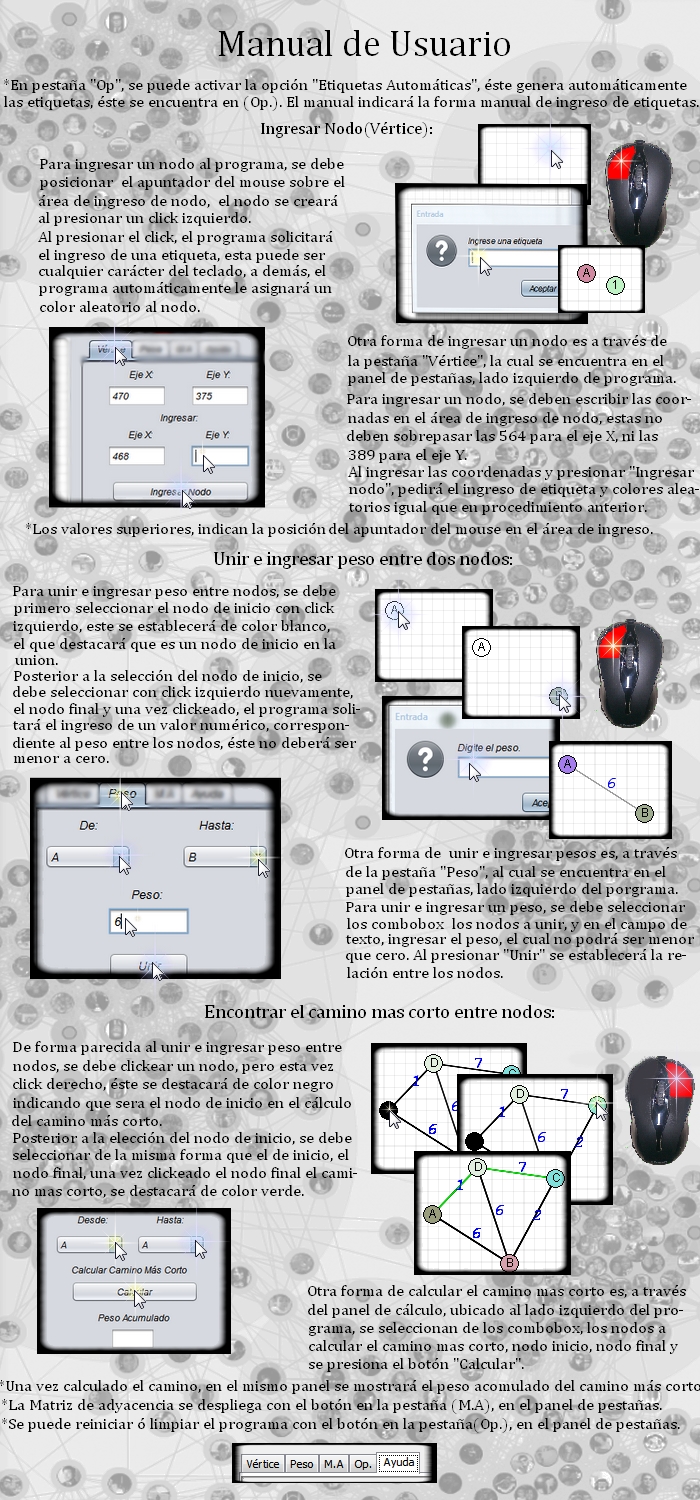 Manual de Usuario
*En pestaña "Op", se puede activar la opción "Etiquetas Automáticas", éste genera automáticamente
las etiquetas, éste se encuentra en (Op.). El manual indicará la forma manual de ingreso de etiquetas.
Ingresar Nodo(Vértice):
Para ingresar un nodo al programa, se debe
posicionar el apuntador del mouse sobre el
área de ingreso de nodo, el nodo se creará
al presionar un click izquierdo.
Al presionar el click, el programa solicitará
el ingreso de una etiqueta, esta puede ser
cualquier carácter del teclado, a demás, el
programa automáticamente le asignará un
color aleatorio al nodo.
Entrada
?
Ingrese una etiqueta
Aceptar
A
1
Eje X:
Eje Y:
470
375
Ingresar:
Eje X:
Eje Y:
468
Ingresar Nodo
Otra forma de ingresar un nodo es a través de
la pestaña "Vértice", la cual se encuentra en el
panel de pestañas, lado izquierdo de programa.
Para ingresar un nodo, se deben escribir las coor-
nadas en el área de ingreso de nodo, estas no
deben sobrepasar las 564 para el eje X, ni las
389 para el eje Y.
Al ingresar las coordenadas y presionar "Ingresar
nodo", pedirá el ingreso de etiqueta y colores alea-
torios igual que en procedimiento anterior.
*Los valores superiores, indican la posición del apuntador del mouse en el área de ingreso.
Unir e ingresar peso entre dos nodos:
Para unir e ingresar peso entre nodos, se debe
primero seleccionar el nodo de inicio con click
izquierdo, este se establecerá de color blanco,
el que destacará que es un nodo de inicio en la
union.
Posterior a la selección del nodo de inicio, se
debe seleccionar con click izquierdo nuevamente,
el nodo final y una vez clickeado, el programa soli-
tará el ingreso de un valor numérico, correspon-
diente al peso entre los nodos, éste no deberá ser
menor a cero.
A
A
B
Entrada
?
Digite el peso.
Ace
A
6
B
Peso
M.A
Ayuda
De:
Hasta:
A
B
Peso:
6
Unir
Otra forma de unir e ingresar pesos es, a través
de la pestaña "Peso", al cual se encuentra en el
panel de pestañas, lado izquierdo del porgrama.
Para unir e ingresar un peso, se debe seleccionar
los combobox los nodos a unir, y en el campo de
texto, ingresar el peso, el cual no podrá ser menor
que cero. Al presionar "Unir" se establecerá la re-
lación entre los nodos.
Encontrar el camino mas corto entre nodos:
De forma parecida al unir e ingresar peso entre
nodos, se debe clickear un nodo, pero esta vez
click derecho, éste se destacará de color negro
indicando que sera el nodo de inicio en el cálculo
del camino más corto.
Posterior a la elección del nodo de inicio, se debe
seleccionar de la misma forma que el de inicio, el
nodo final, una vez clickeado el nodo final el cami-
no mas corto, se destacará de color verde.
D
7
C
1
6
6
D
7
6
6
2
D
7
C
1
A
6
2
6
B
Desde:
Hasta:
A
A
Calcular Camino Más Corto
Calcular
Peso Acumulado
Otra forma de calcular el camino mas corto es, a través
del panel de cálculo, ubicado al lado izquierdo del pro-
grama, se seleccionan de los combobox, los nodos a
calcular el camino mas corto, nodo inicio, nodo final y
se presiona el botón "Calcular".
*Una vez calculado el camino, en el mismo panel se mostrará el peso acomulado del camino más corto
*La Matriz de adyacencia se despliega con el botón en la pestaña (M.A), en el panel de pestañas.
*Se puede reiniciar ó limpiar el programa con el botón en la pestaña(Op.), en el panel de pestañas.
Vértice
Peso
M.A
Op.
Ayuda